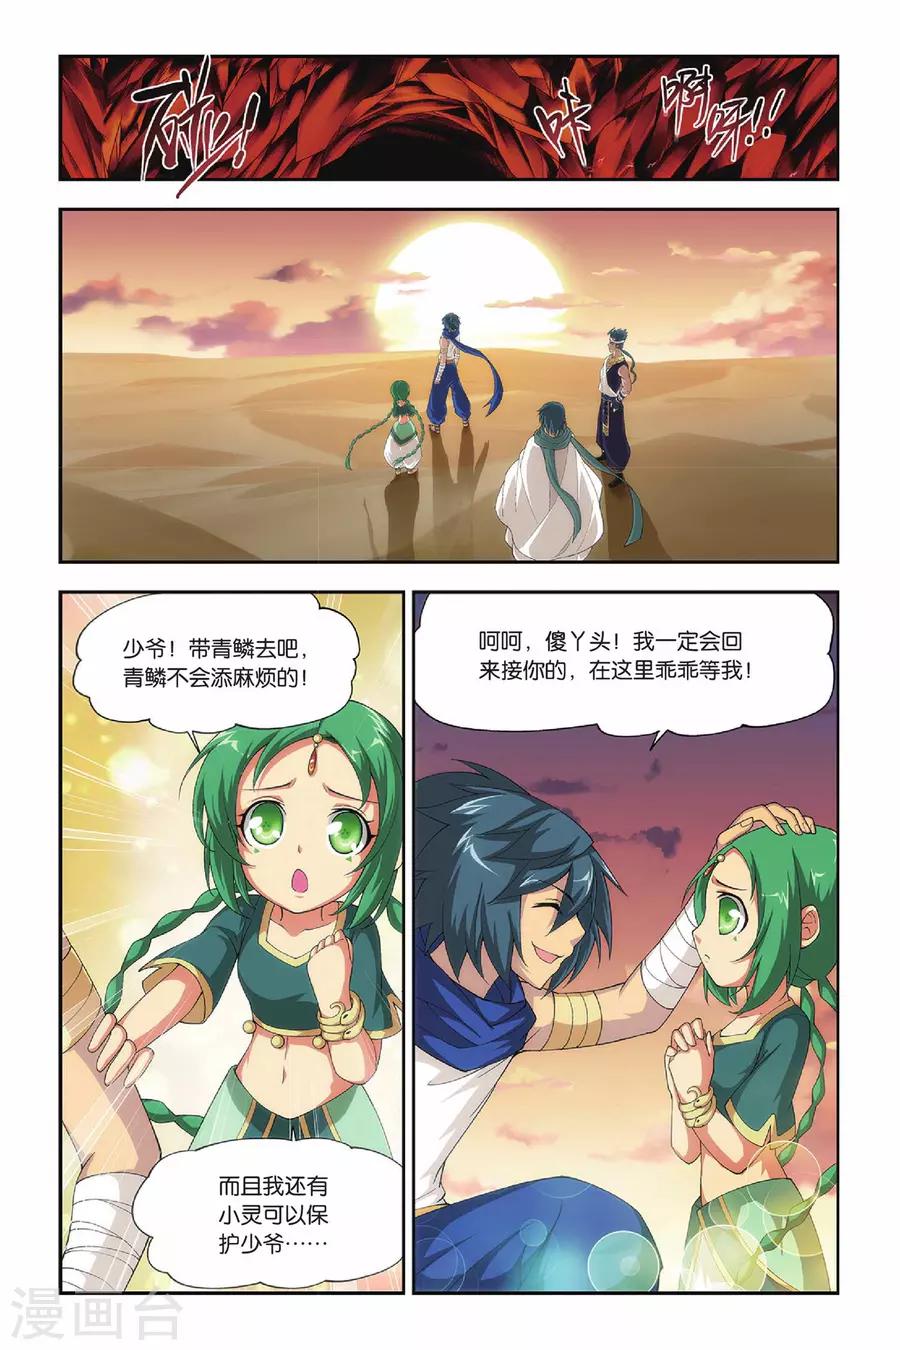 咔
啊呀!!
少爷！带青鳞去吧，
青鳞不会添麻烦的！
呵呵，傻丫头！我一定会回
来接你的，在这里乖乖等我！
而且我还有
小灵可以保
护少爷……
漫画台